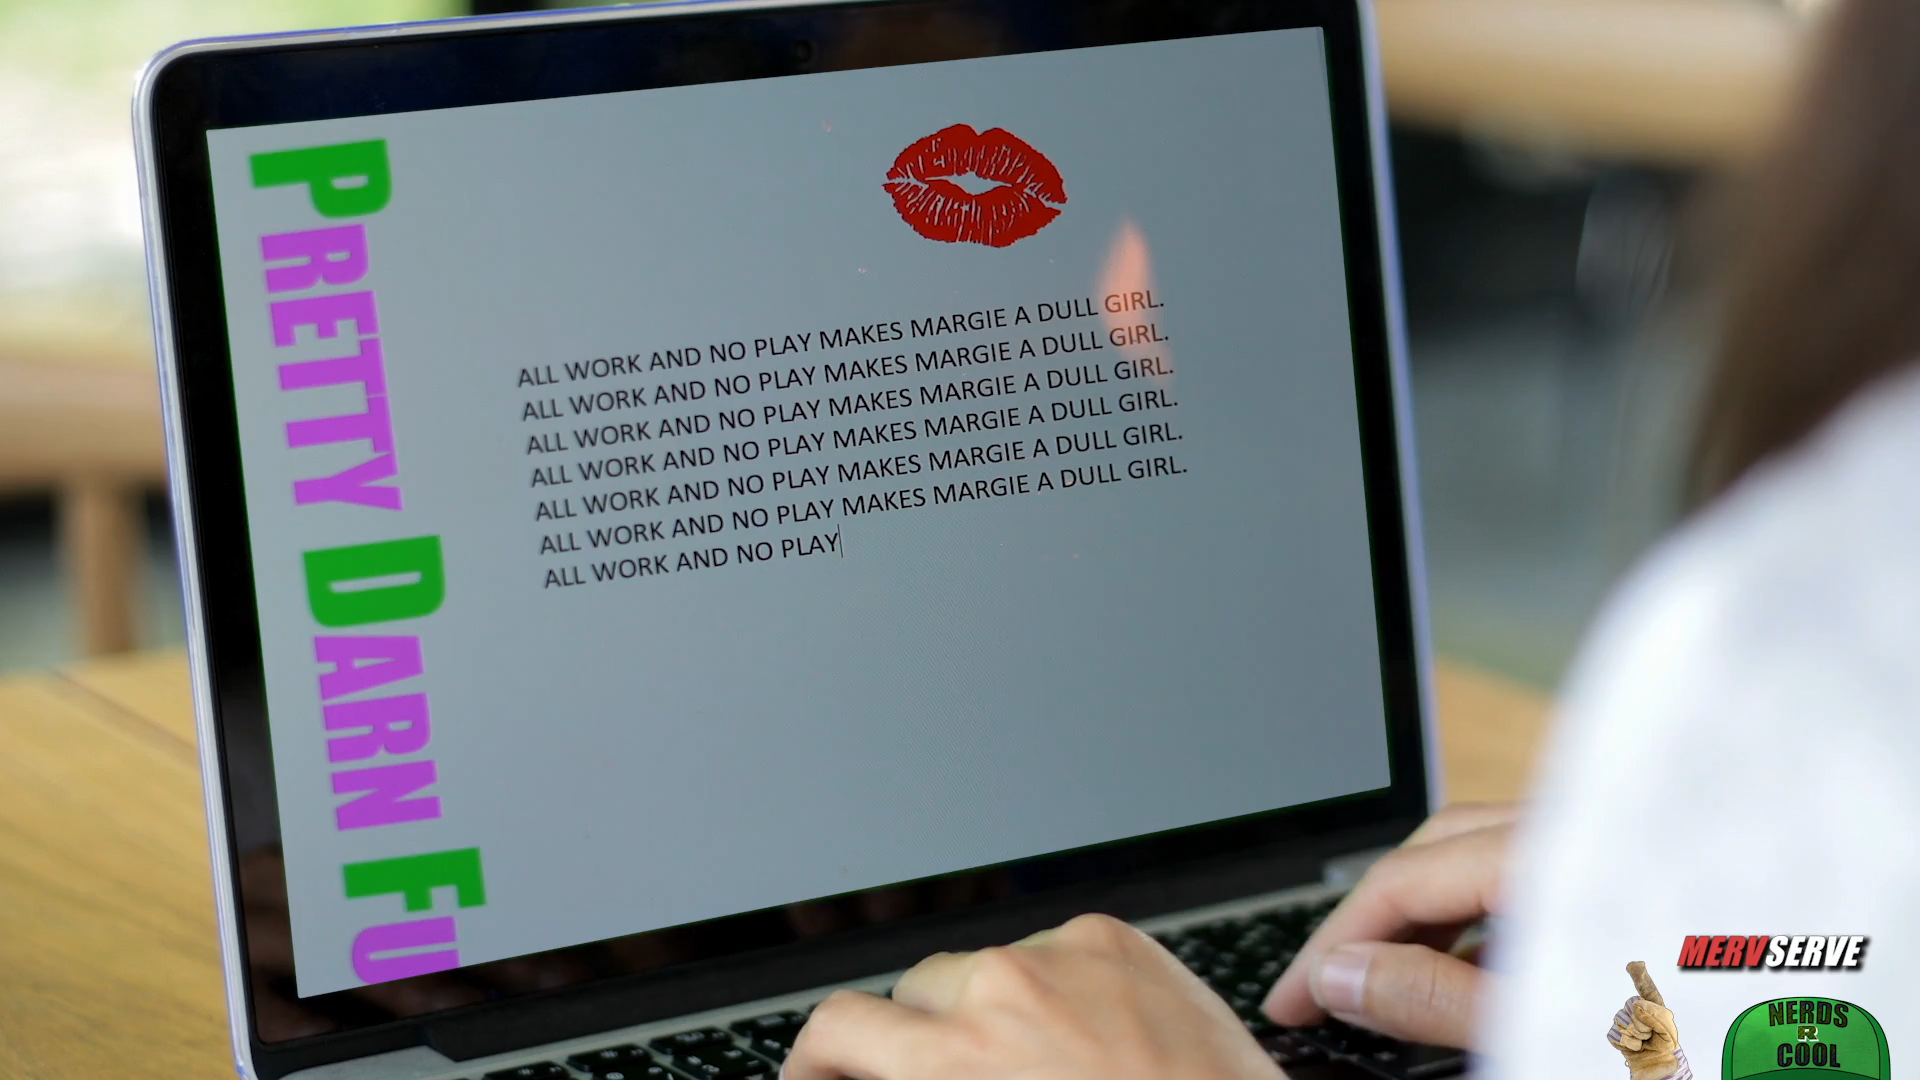 PRETTY DARN FU
ALL WORK AND NO PLAY MAKES MARGIE A DULL GIRL.
ALL WORK AND NO PLAY MAKES MARGIE A DULL GIRL.
ALL WORK AND NO PLAY MAKES MARGIE A DULL GIRL.
ALL WORK AND NO PLAY MAKES MARGIE A DULL GIRL.
ALL WORK AND NO PLAY MAKES MARGIE A DULL GIRL.
ALL WORK AND NO PLAY MAKES MARGIE A DULL GIRL.
ALL WORK AND NO PLAY
MERVSERVE
NERDS
R
COOL